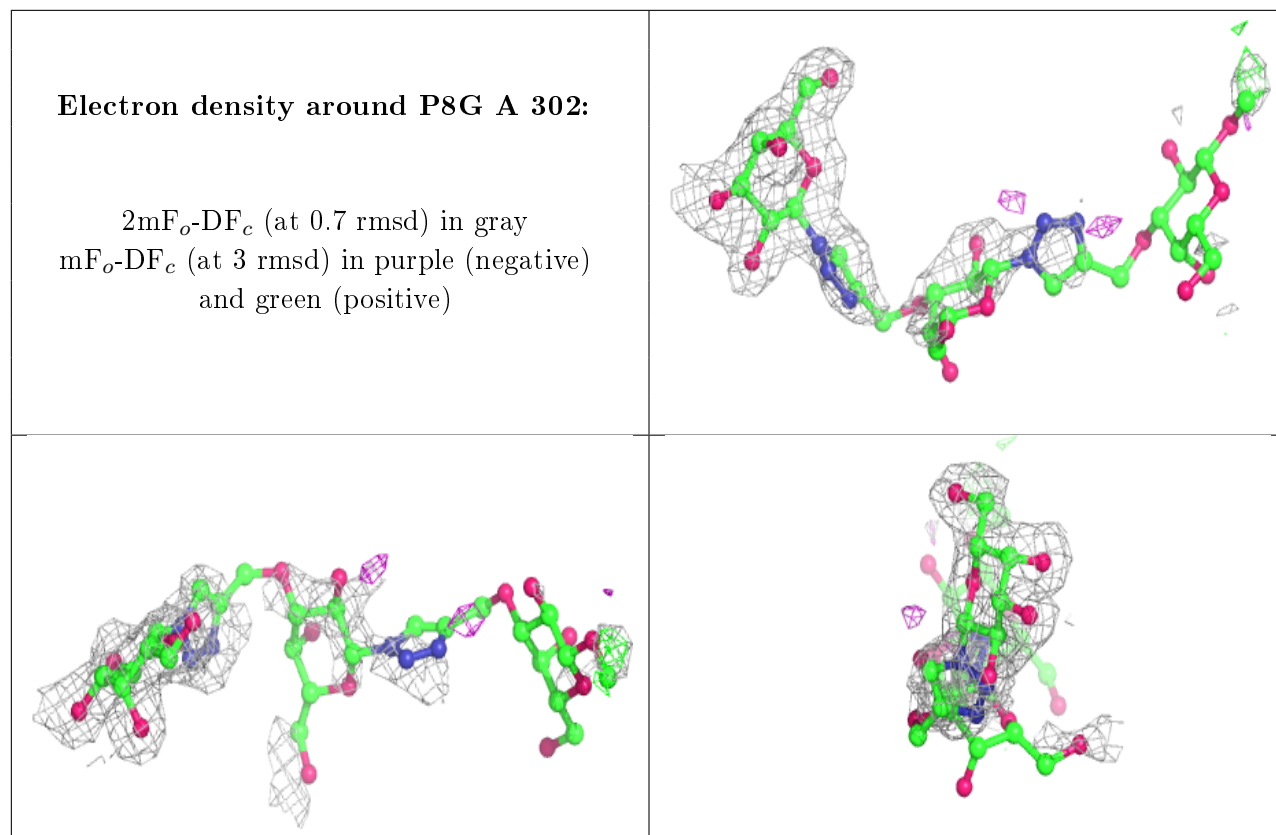 Electron density around P8G A 302:
2mFₒ-DF𝒸 (at 0.7 rmsd) in gray
mFₒ-DF𝒸 (at 3 rmsd) in purple (negative)
and green (positive)